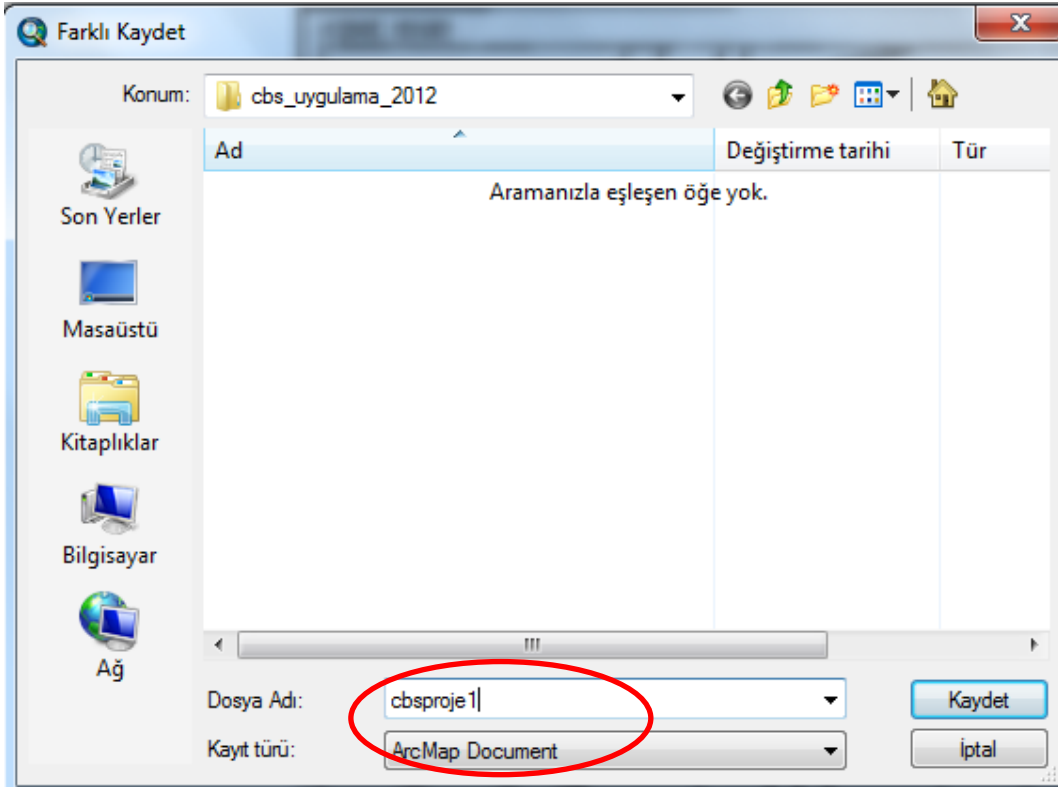 Farklı Kaydet
Konum: cbs_uygulama_2012
Ad Değiştirme tarihi Tür
Aramanızla eşleşen öğe yok.
Son Yerler
Masaüstü
Kitaplıklar
Bilgisayar
Ağ
Dosya Adı: cbsproje1 Kaydet
Kayıt türü: ArcMap Document İptal